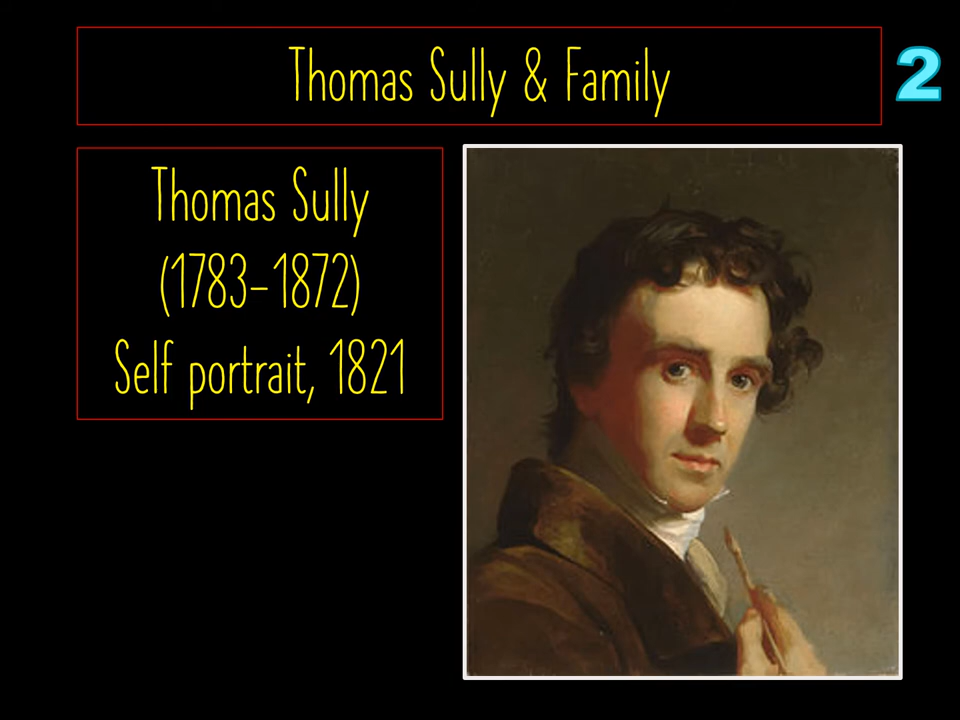 Thomas Sully & Family
2
Thomas Sully
(1783-1872)
Self portrait, 1821